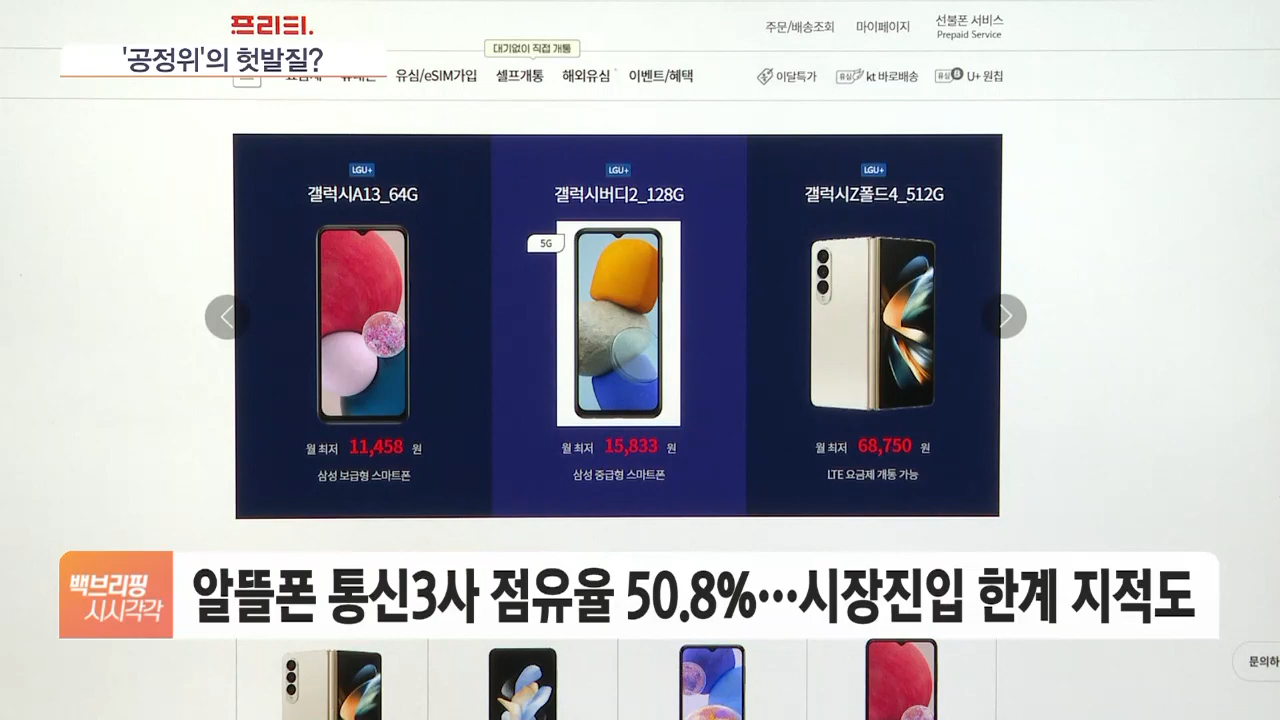 프리티.
주문/배송조회
마이페이지
선불폰 서비스
Prepaid Service
'공정위'의 헛발질?
대기없이 직접 개통
유심/eSIM가입
셀프개통
해외유심
이벤트/혜택
이달특가
유심
kt 바로배송
유심
U+ 원칩
LGU+
갤럭시A13_64G
월 최저 11,458 원
삼성 보급형 스마트폰
LGU+
갤럭시버디2_128G
5G
월 최저 15,833 원
삼성 중급형 스마트폰
LGU+
갤럭시Z폴드4_512G
월 최저 68,750 원
LTE 요금제 개통 가능
백브리핑
시시각각
알뜰폰 통신3사 점유율 50.8%…시장진입 한계 지적도
문의하